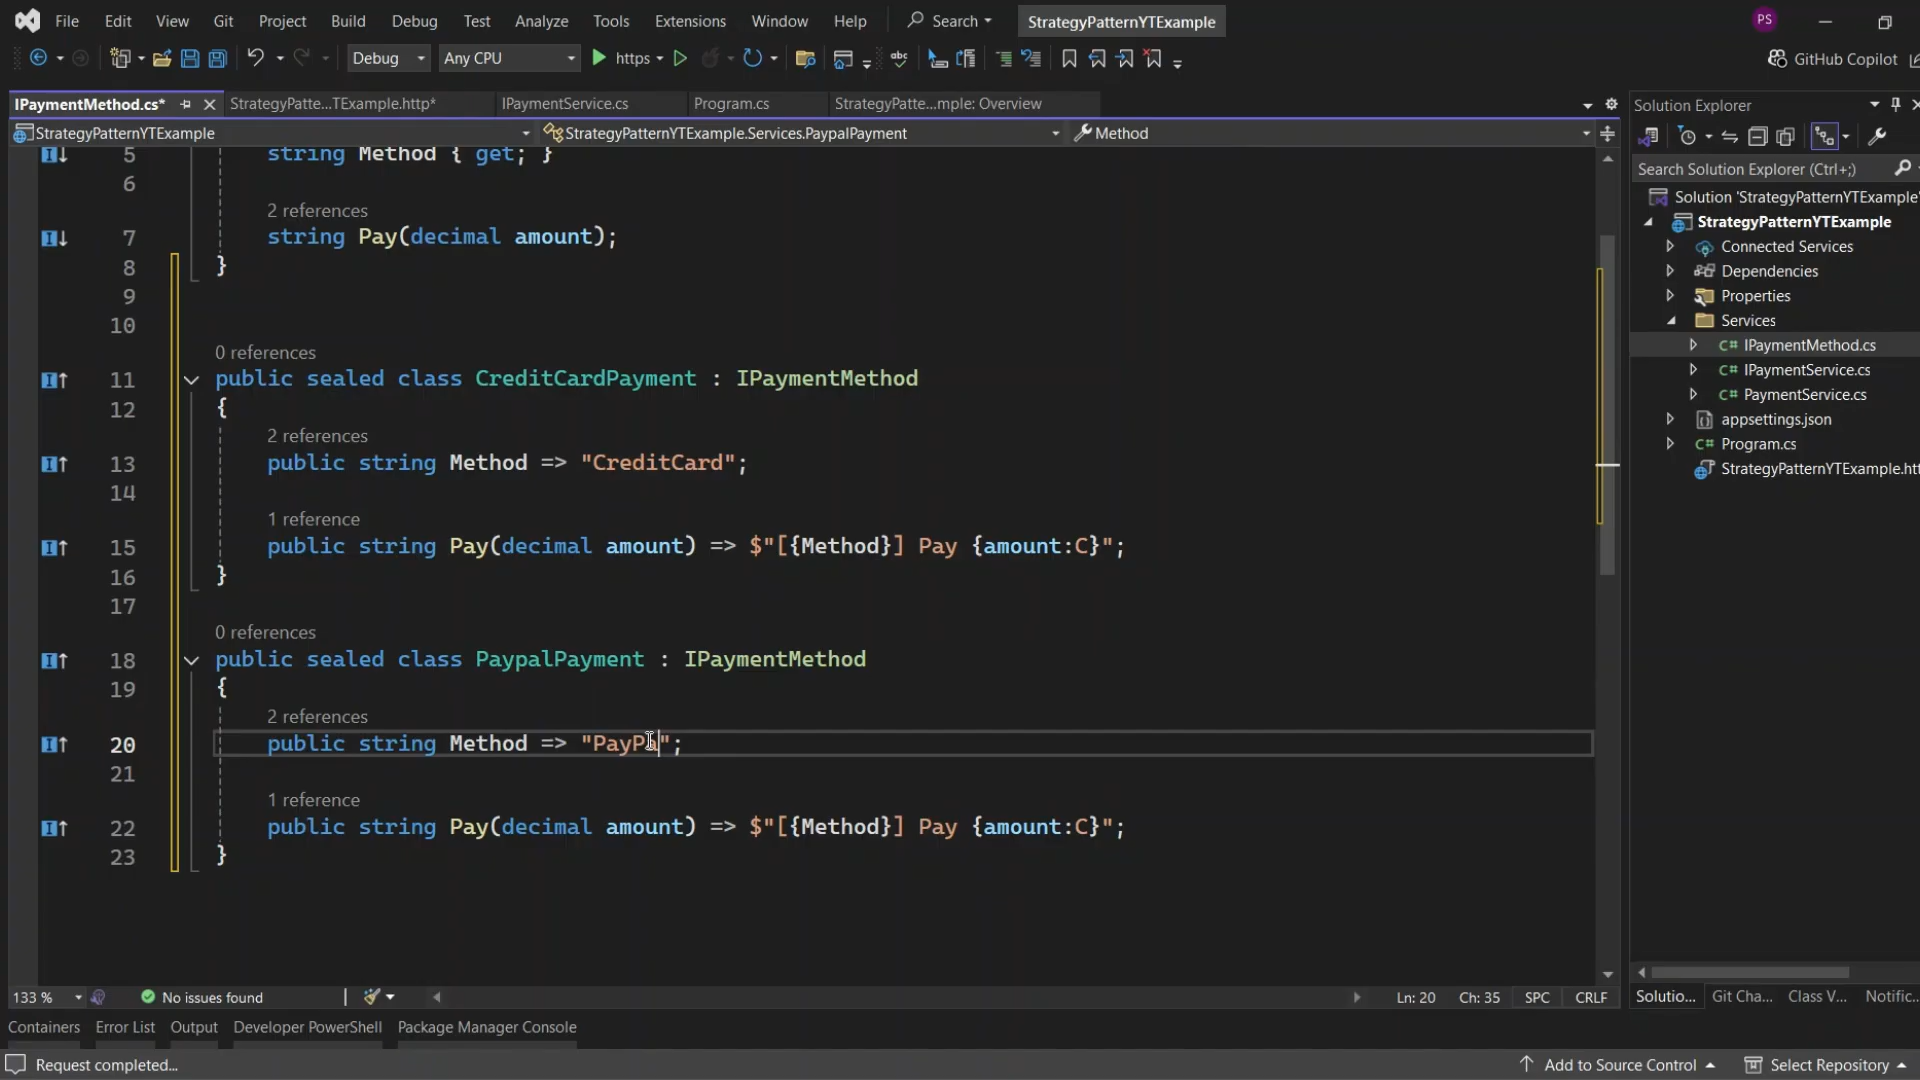 File Edit View Git Project Build Debug Test Analyze Tools Extensions Window Help Search StrategyPatternYTExample PS
Debug Any CPU https GitHub Copilot
IPaymentMethod.cs* StrategyPatte...TExample.http* IPaymentService.cs Program.cs StrategyPatte...mple: Overview
StrategyPatternYTExample StrategyPatternYTExample.Services.PaypalPayment Method
5 string Method { get; }
6
2 references
7 string Pay(decimal amount);
8 }
9
10
0 references
11 public sealed class CreditCardPayment : IPaymentMethod
12 {
2 references
13 public string Method => "CreditCard";
14
1 reference
15 public string Pay(decimal amount) => $"[{Method}] Pay {amount:C}";
16 }
17
0 references
18 public sealed class PaypalPayment : IPaymentMethod
19 {
2 references
20 public string Method => "PayPa";
21
1 reference
22 public string Pay(decimal amount) => $"[{Method}] Pay {amount:C}";
23 }
133 % No issues found Ln: 20 Ch: 35 SPC CRLF
Solution Explorer
Search Solution Explorer (Ctrl+;)
Solution 'StrategyPatternYTExample'
StrategyPatternYTExample
Connected Services
Dependencies
Properties
Services
C# IPaymentMethod.cs
C# IPaymentService.cs
C# PaymentService.cs
appsettings.json
C# Program.cs
StrategyPatternYTExample.htt
Solutio... Git Cha... Class V... Notific...
Containers Error List Output Developer PowerShell Package Manager Console
Request completed... Add to Source Control Select Repository